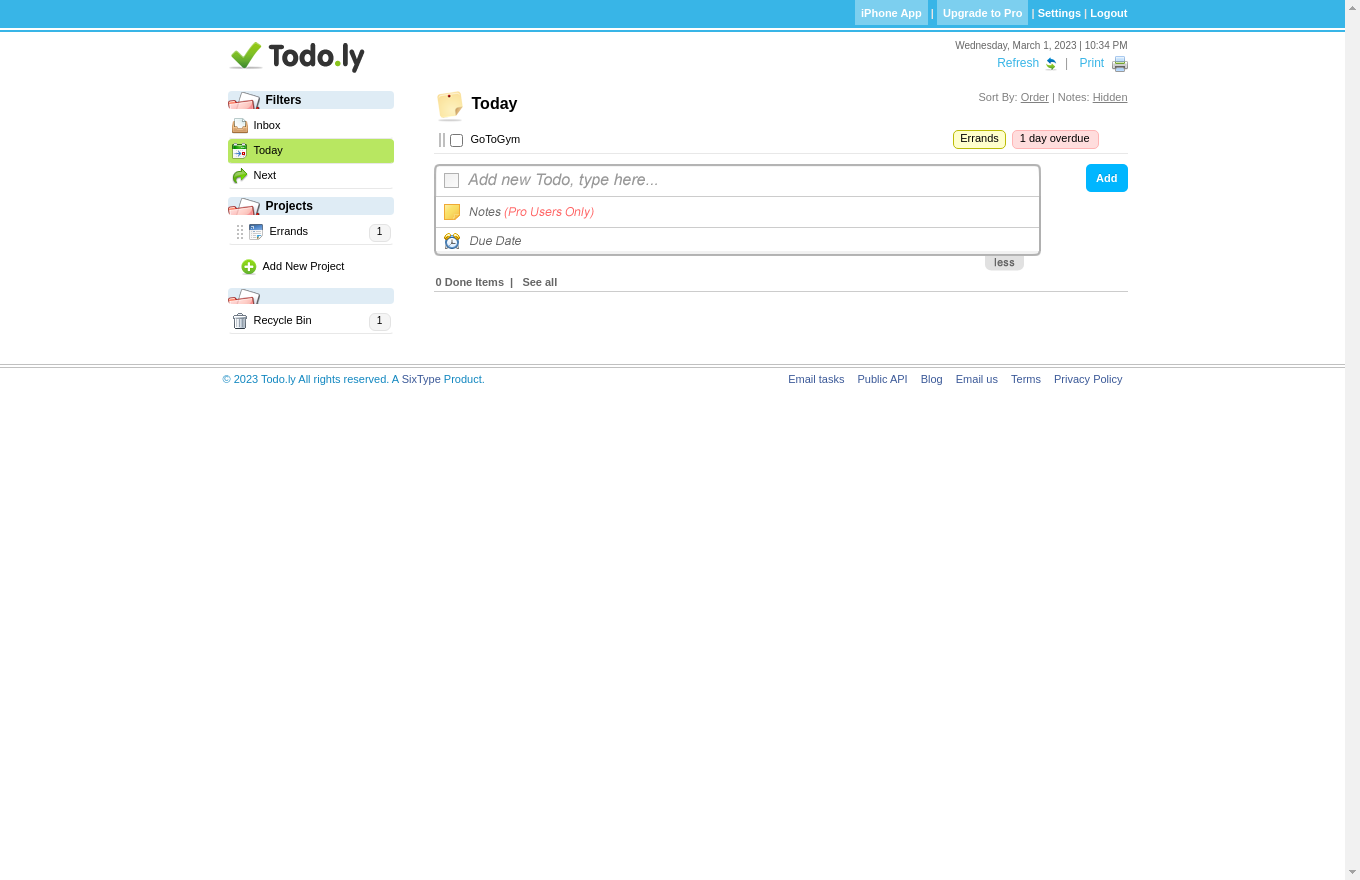 iPhone App | Upgrade to Pro | Settings | Logout
Todo.ly
Wednesday, March 1, 2023 | 10:34 PM
Refresh | Print
Filters
Inbox
Today
Next
Projects
Errands 1
Add New Project
Recycle Bin 1
Today
Sort By: Order | Notes: Hidden
GoToGym Errands 1 day overdue
Add new Todo, type here... Add
Notes (Pro Users Only)
Due Date
less
0 Done Items | See all
© 2023 Todo.ly All rights reserved. A SixType Product.
Email tasks Public API Blog Email us Terms Privacy Policy